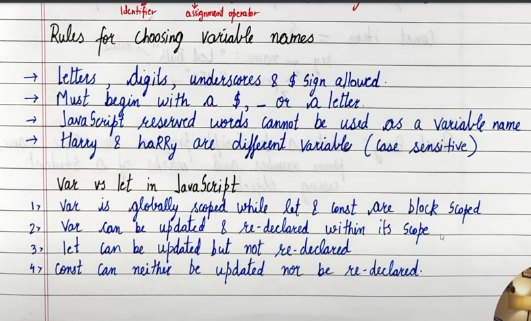 Identifier assignment operator
Rules for choosing variable names
→ Letters, digits, underscores & $ sign allowed.
→ Must begin with a $, _ or a letter.
→ JavaScript reserved words cannot be used as a variable name
→ Harry & haRRy are different variable (case sensitive)
Var vs let in JavaScript
1> Var is globally scoped while let & const are block scoped
2> Var can be updated & re-declared within its scope
3> let can be updated but not re-declared
4> const can neither be updated nor be re-declared.